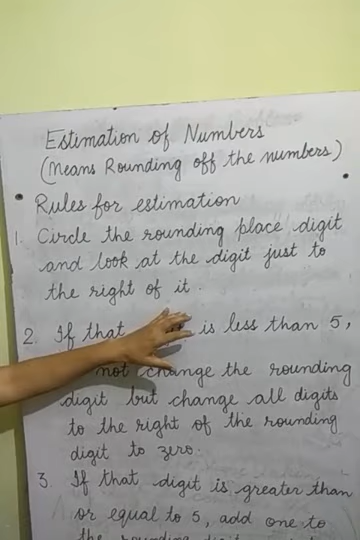 Estimation of Numbers
(Means Rounding off the numbers)
Rules for estimation
1. Circle the rounding place digit
and look at the digit just to
the right of it.
2. If that is less than 5,
not change the rounding
digit but change all digits
to the right of the rounding
digit to zero.
3. If that digit is greater than
or equal to 5, add one to
the rounding digit